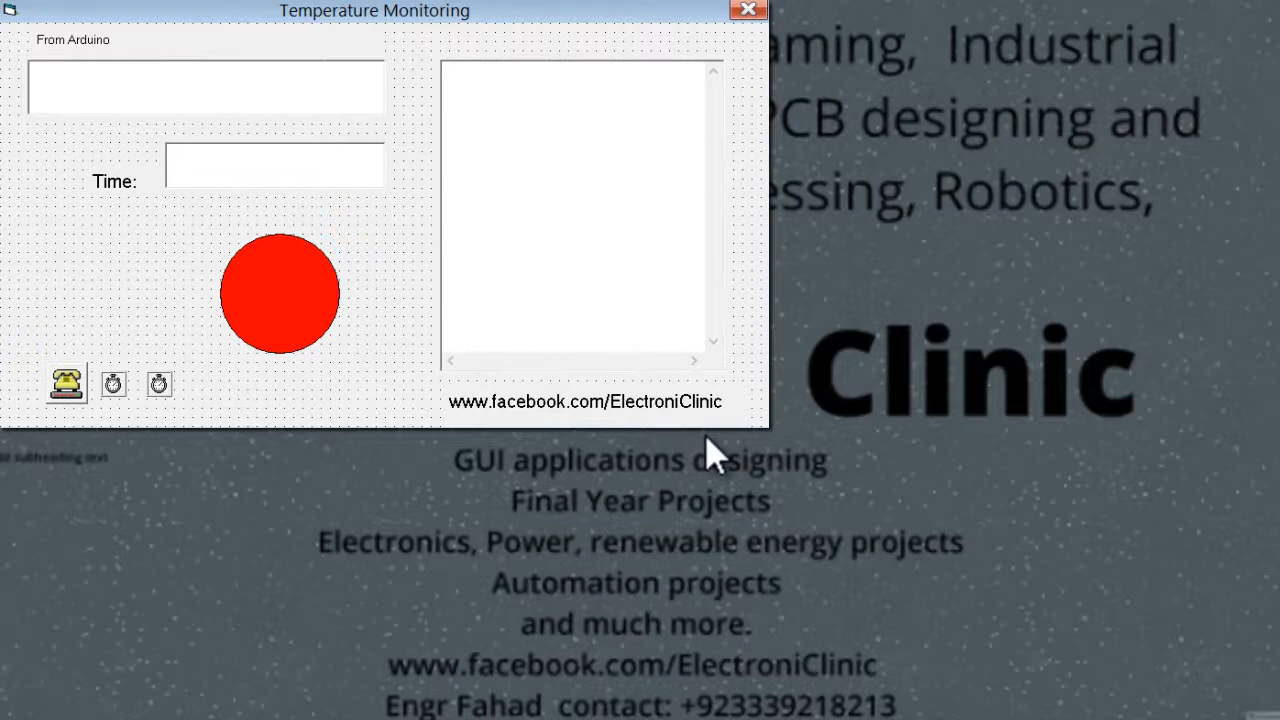 Temperature Monitoring
From Arduino
Time:
www.facebook.com/ElectroniClinic
aming, Industrial
PCB designing and
essing, Robotics,
Clinic
GUI applications designing
Final Year Projects
Electronics, Power, renewable energy projects
Automation projects
and much more.
www.facebook.com/ElectroniClinic
Engr Fahad contact: +923339218213